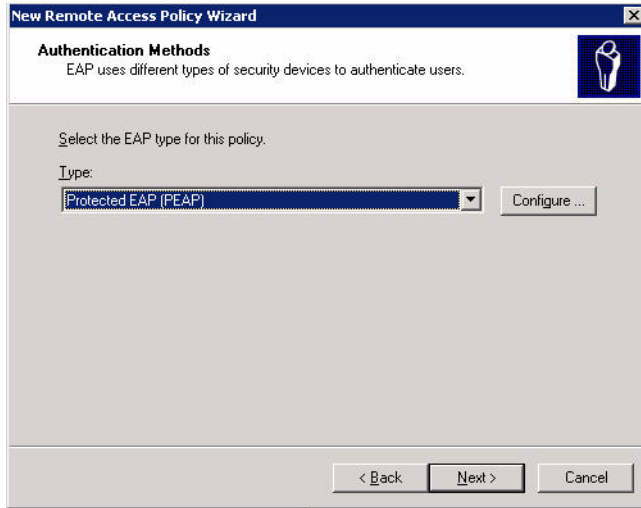 New Remote Access Policy Wizard
Authentication Methods
EAP uses different types of security devices to authenticate users.
Select the EAP type for this policy.
Type:
Protected EAP (PEAP)
Configure ...
< Back
Next >
Cancel